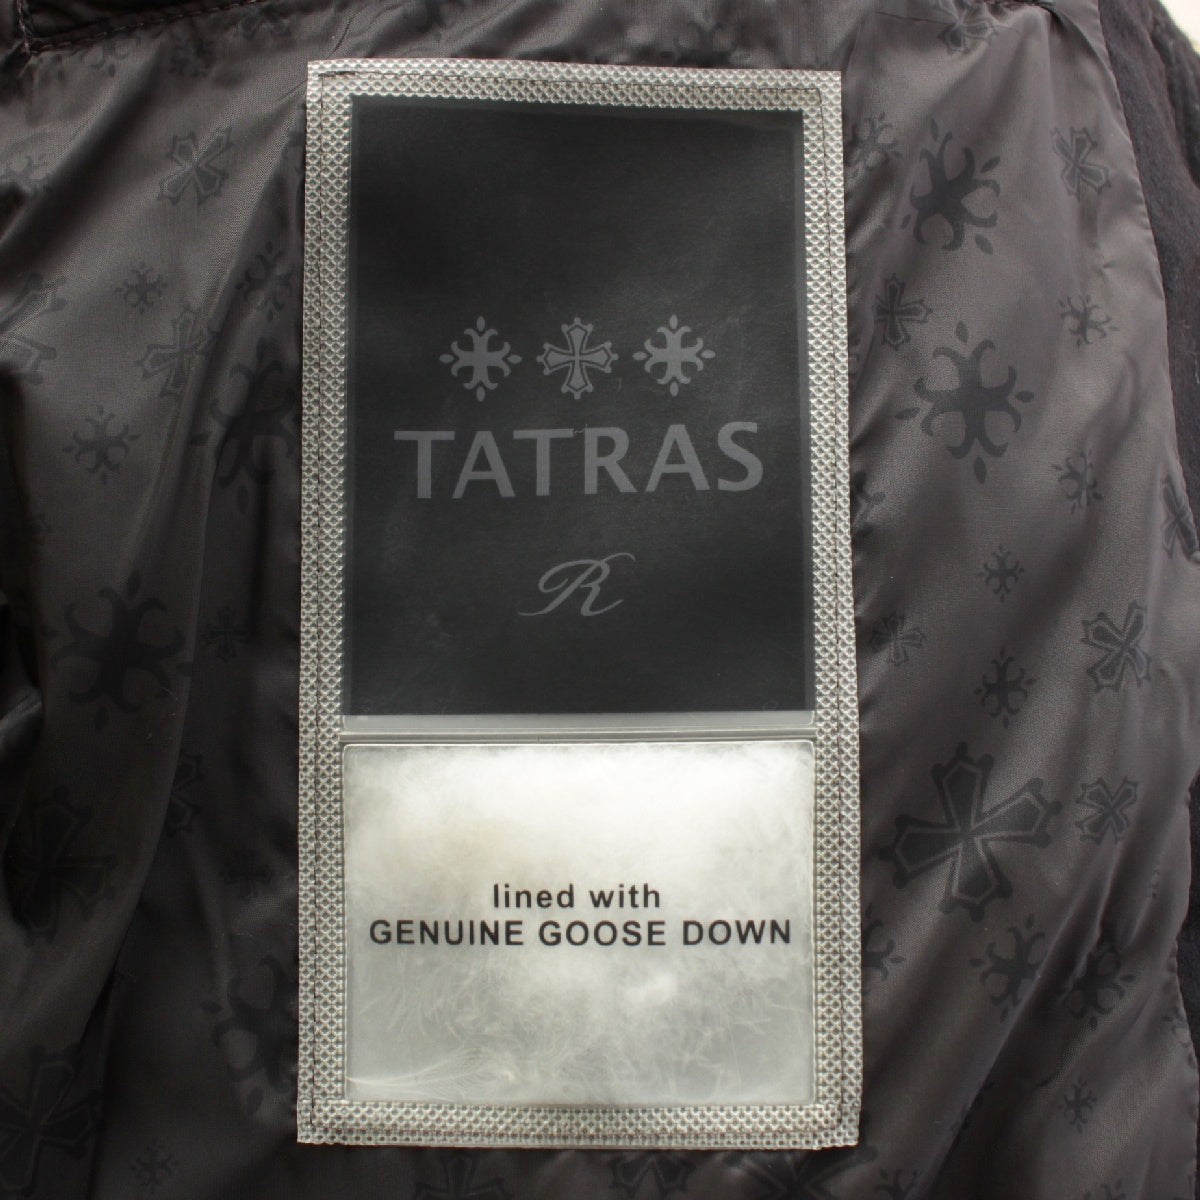 TATRAS
R
lined with
GENUINE GOOSE DOWN